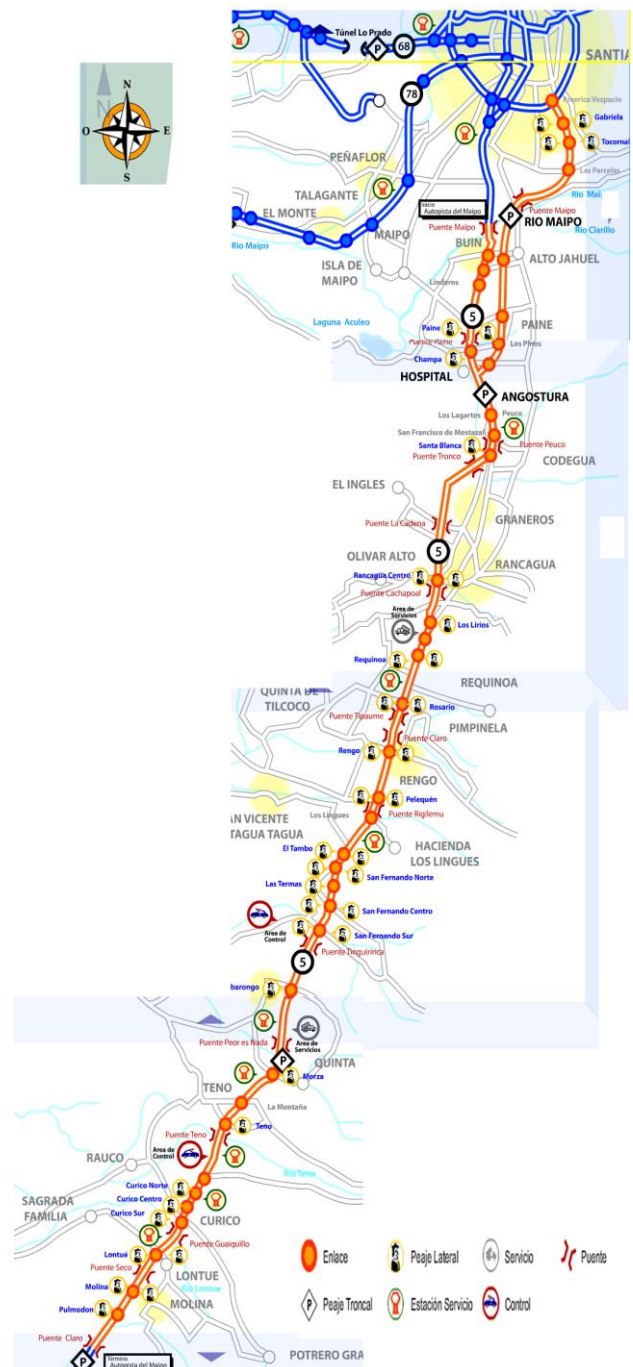 Túnel Lo Prado
P
68
SANTIA
N
N
O
E
S
78
Americo Vespucio
Gabriela
Tocornal
PEÑAFLOR
Las Parcelas
TALAGANTE
EL MONTE
Inicio
Autopista del Maipo
Puente Maipo
Rio Mai
P
RIO MAIPO
Rio Clarillo
Rio Maipo
MAIPO
Puente Maipo
BUIN
ALTO JAHUEL
ISLA DE
MAIPO
Linderos
5
Laguna Aculeo
Paine
PAINE
Puente Paine
Los Pinos
Champa
HOSPITAL
P
ANGOSTURA
Los Lagartos
Peuco
San Francisco de Mostazal
Santa Blanca
Puente Peuco
Puente Tronco
CODEGUA
EL INGLES
Puente La Cadena
GRANEROS
5
OLIVAR ALTO
RANCAGUA
Rancagua Centro
Puente Cachapoal
Area de
Servicios
Los Lirios
Requinoa
REQUINOA
QUINTA DE
TILCOCO
Rosario
Puente Tipaume
PIMPINELA
Puente Claro
Rengo
RENGO
Pelequén
Los Lingues
Puente Rigilemu
AN VICENTE
TAGUA TAGUA
El Tambo
HACIENDA
LOS LINGUES
San Fernando Norte
Las Termas
San Fernando Centro
Area de
Control
San Fernando Sur
Puente Tinguiririca
5
barongo
Puente Peor es Nada
Area de
Servicios
P
QUINTA
Morza
TENO
La Montaña
Teno
Puente Teno
Area de
Control
RAUCO
Rio Teno
Curico Norte
Curico Centro
SAGRADA
FAMILIA
Curico Sur
CURICO
Puente Guaiquillo
Lontué
Puente Seco
LONTUE
Rio Lontue
Molina
MOLINA
Pulmodon
Puente Claro
P
Término
Autopista del Maipo
POTRERO GRA
Enlace
Peaje Lateral
Servicio
Puente
P
Peaje Troncal
Estación Servicio
Control